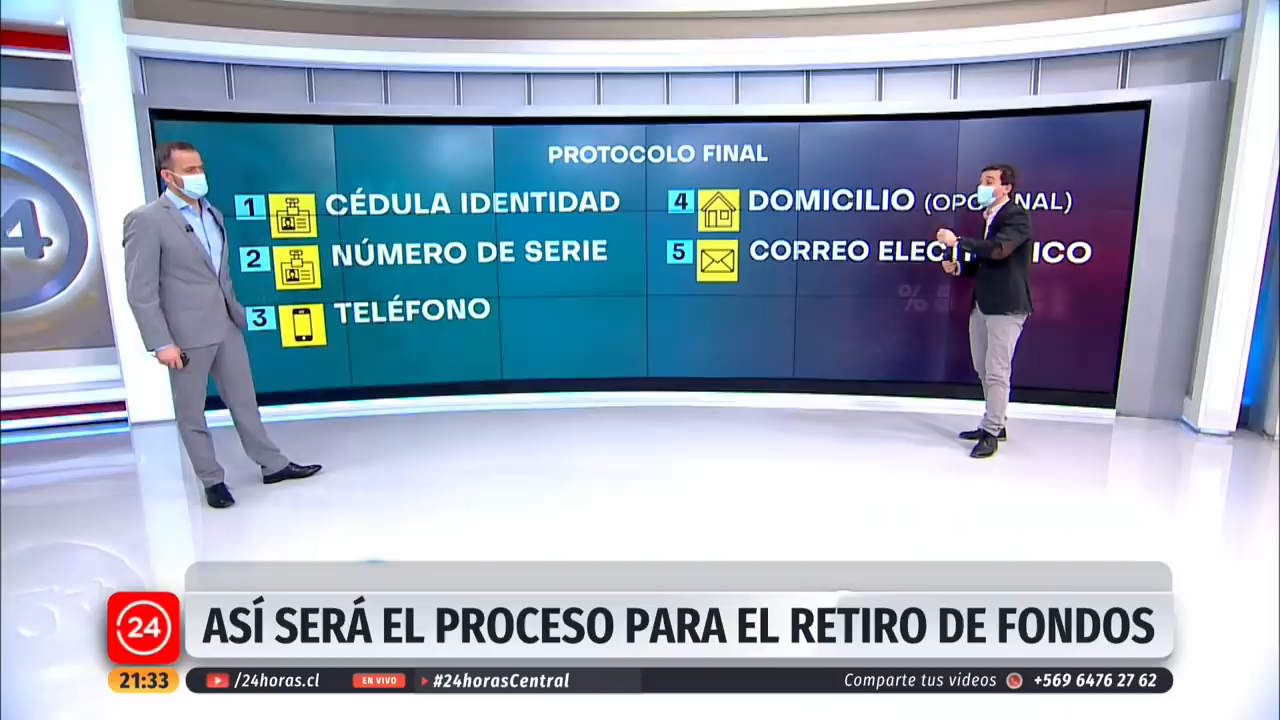 24
PROTOCOLO FINAL
1 CÉDULA IDENTIDAD
2 NÚMERO DE SERIE
3 TELÉFONO
4 DOMICILIO
5 CORREO
24
ASÍ SERÁ EL PROCESO PARA EL RETIRO DE FONDOS
21:33
/24horas.cl
EN VIVO
#24horasCentral
Comparte tus videos
+569 6476 27 62